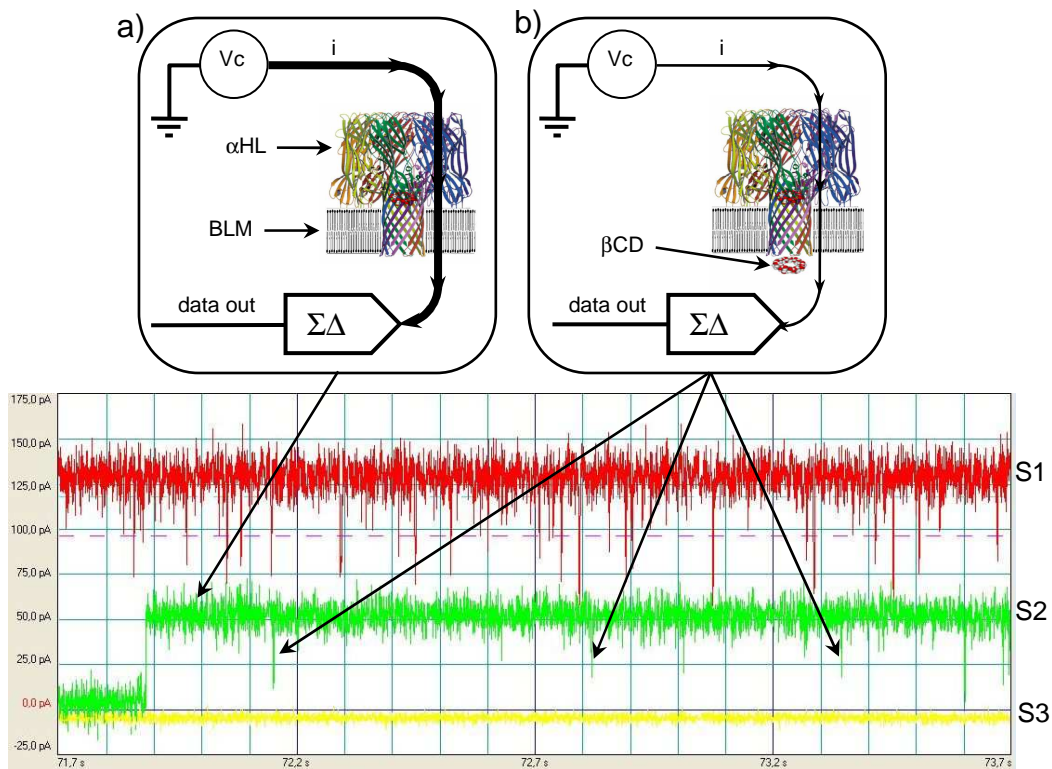 a)
Vc
i
αHL
BLM
data out
ΣΔ
b)
Vc
i
βCD
data out
ΣΔ
175,0 pA
150,0 pA
125,0 pA
100,0 pA
75,0 pA
50,0 pA
25,0 pA
0,0 pA
-25,0 pA
S1
S2
S3
71,7 s
72,2 s
72,7 s
73,2 s
73,7 s